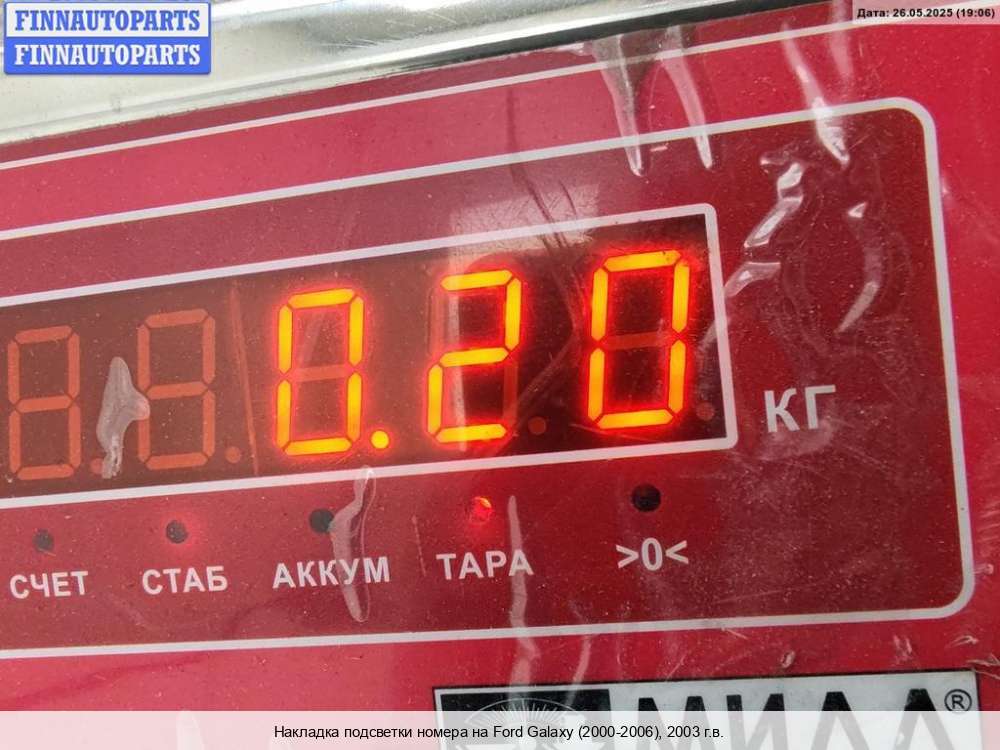 FINNAUTOPARTS
FINNAUTOPARTS
Дата: 26.05.2025 (19:06)
0.20
КГ
СЧЕТ СТАБ АККУМ ТАРА >0<
®
Накладка подсветки номера на Ford Galaxy (2000-2006), 2003 г.в.